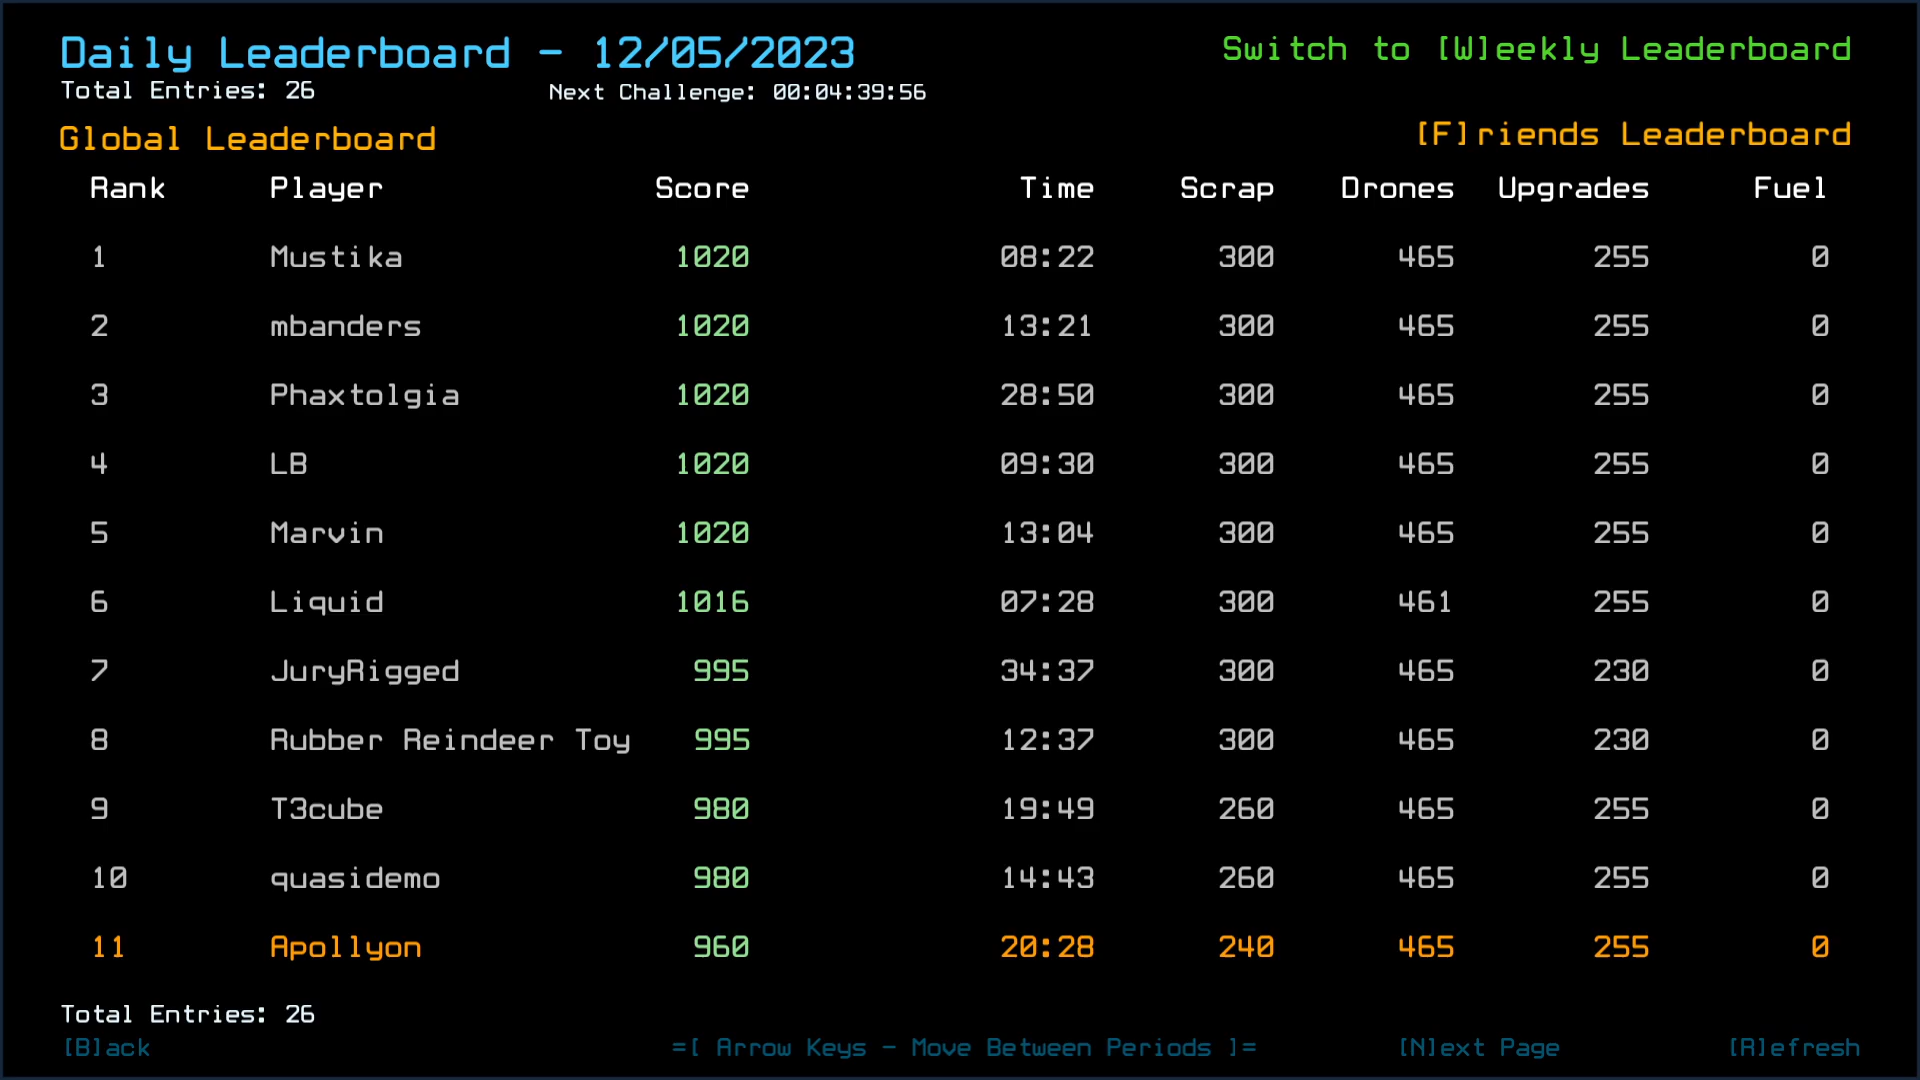 Daily Leaderboard - 12/05/2023 Switch to [W]eekly Leaderboard
Total Entries: 26 Next Challenge: 00:04:39:56
Global Leaderboard [F]riends Leaderboard
Rank Player Score Time Scrap Drones Upgrades Fuel
1 Mustika 1020 08:22 300 465 255 0
2 mbanders 1020 13:21 300 465 255 0
3 Phaxtolgia 1020 28:50 300 465 255 0
4 LB 1020 09:30 300 465 255 0
5 Marvin 1020 13:04 300 465 255 0
6 Liquid 1016 07:28 300 461 255 0
7 JuryRigged 995 34:37 300 465 230 0
8 Rubber Reindeer Toy 995 12:37 300 465 230 0
9 T3cube 980 19:49 260 465 255 0
10 quasidemo 980 14:43 260 465 255 0
11 Apollyon 960 20:28 240 465 255 0
Total Entries: 26
[B]ack =[ Arrow Keys - Move Between Periods ]= [N]ext Page [R]efresh